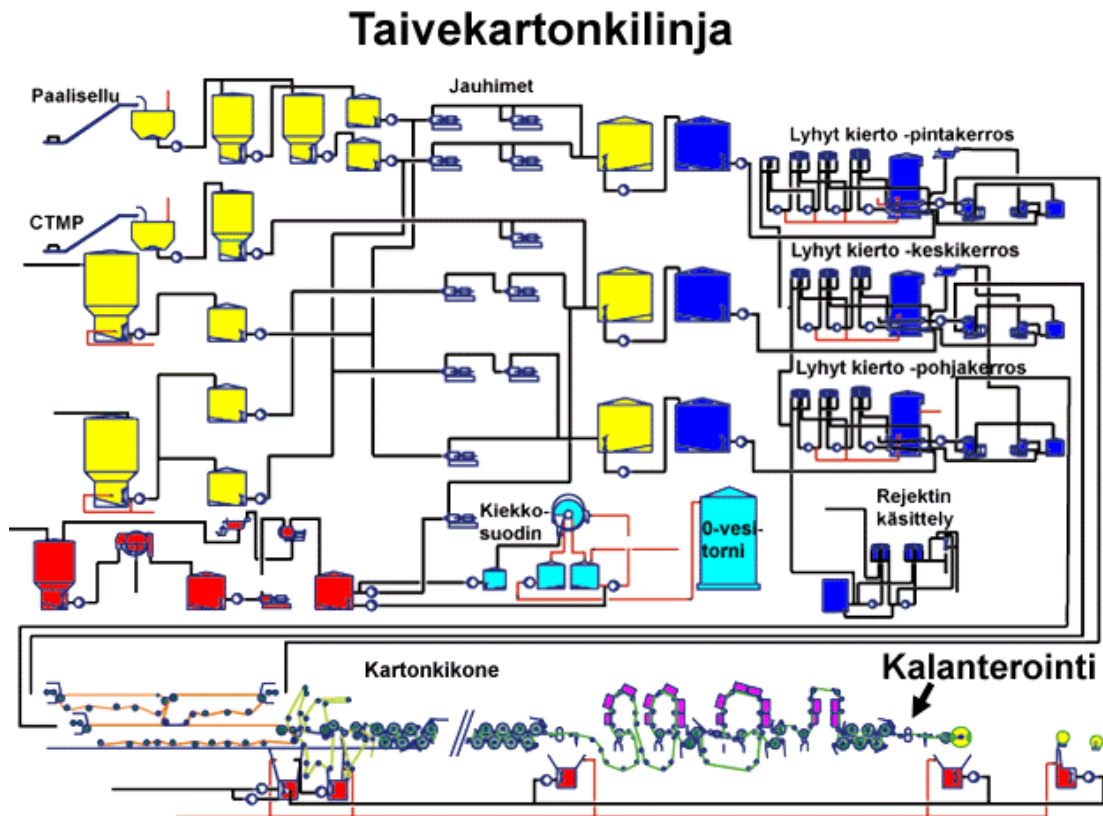 Taivekartonkilinja
Paalisellu
Jauhimet
Lyhyt kierto -pintakerros
CTMP
Lyhyt kierto -keskikerros
Lyhyt kierto -pohjakerros
Kiekko-
suodin
0-vesi-
torni
Rejektin
käsittely
Kartonkikone
Kalanterointi